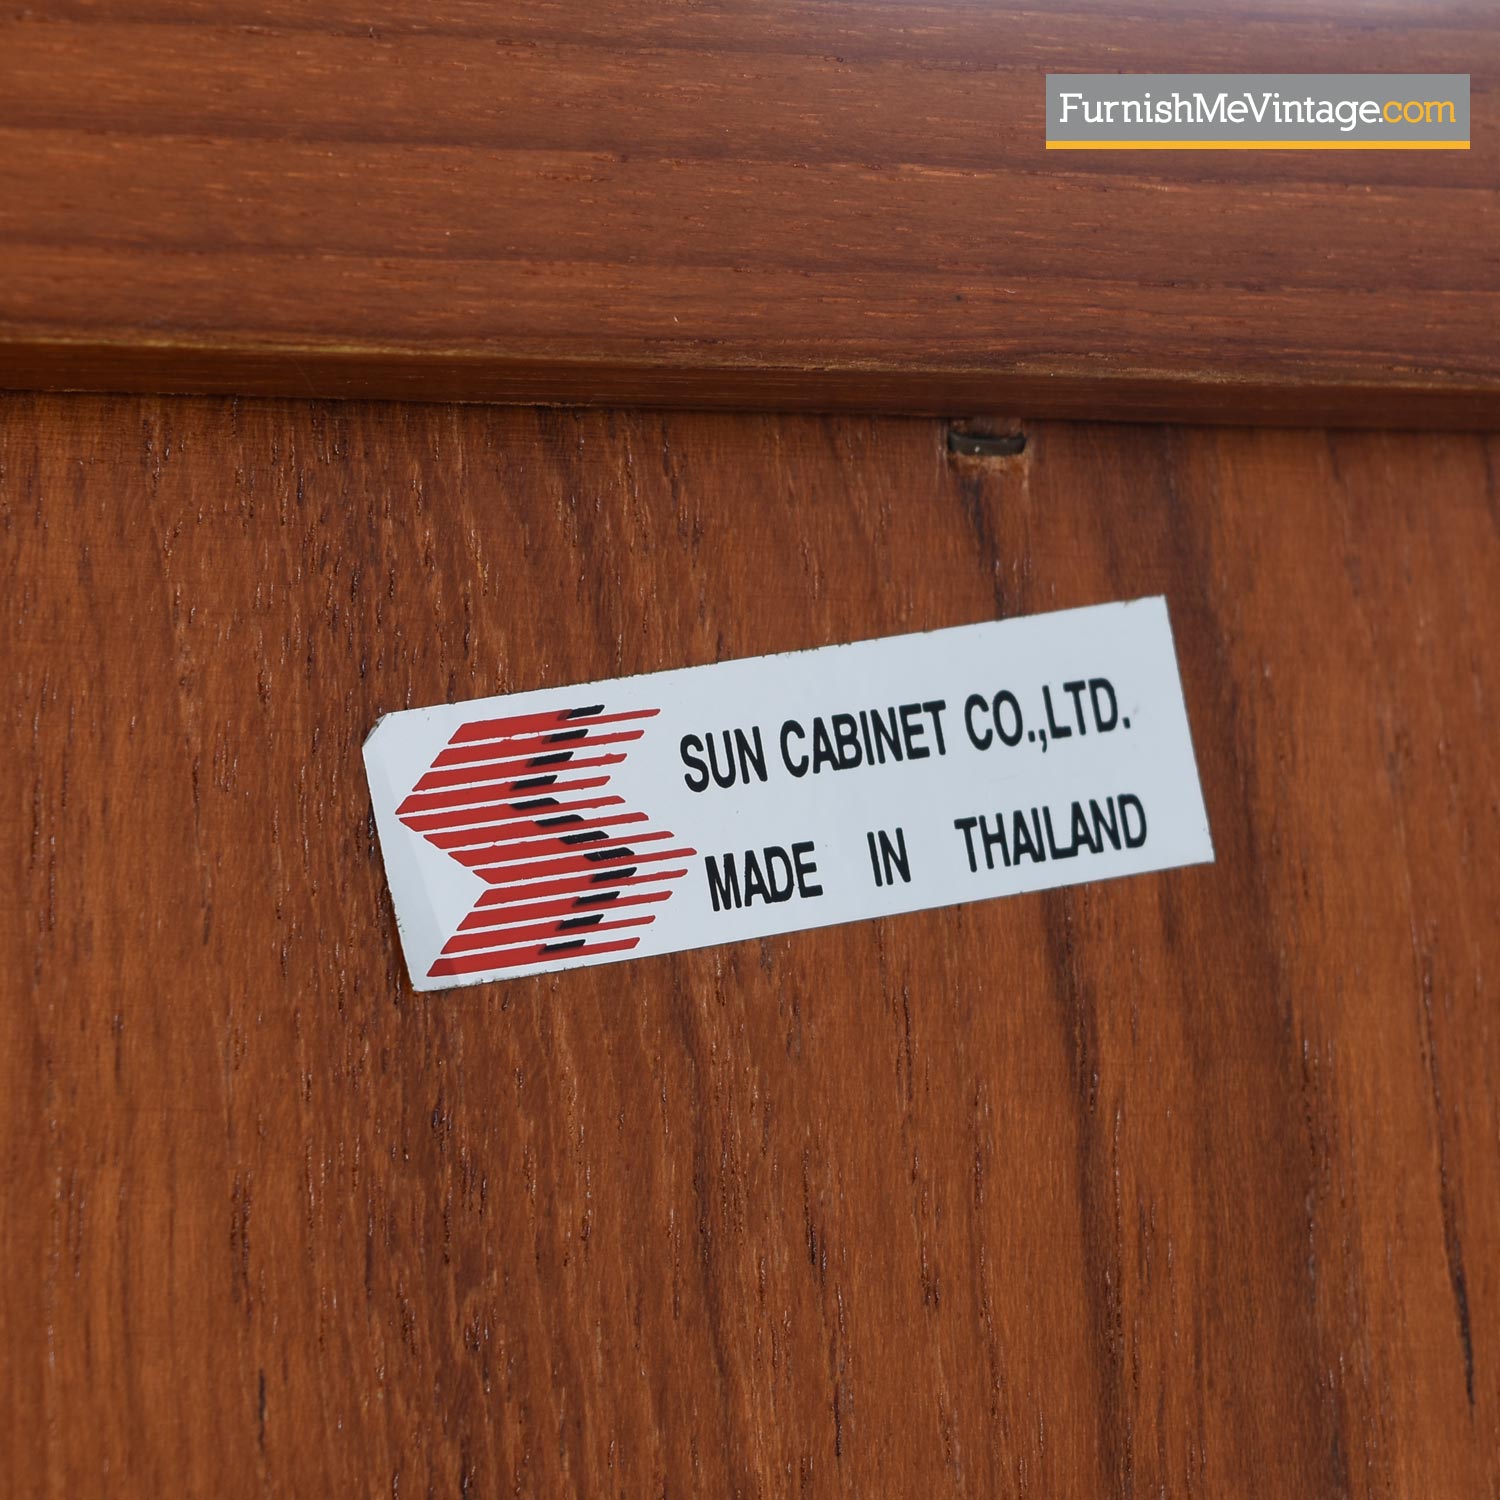 FurnishMeVintage.com
SUN CABINET CO.,LTD.
MADE IN THAILAND